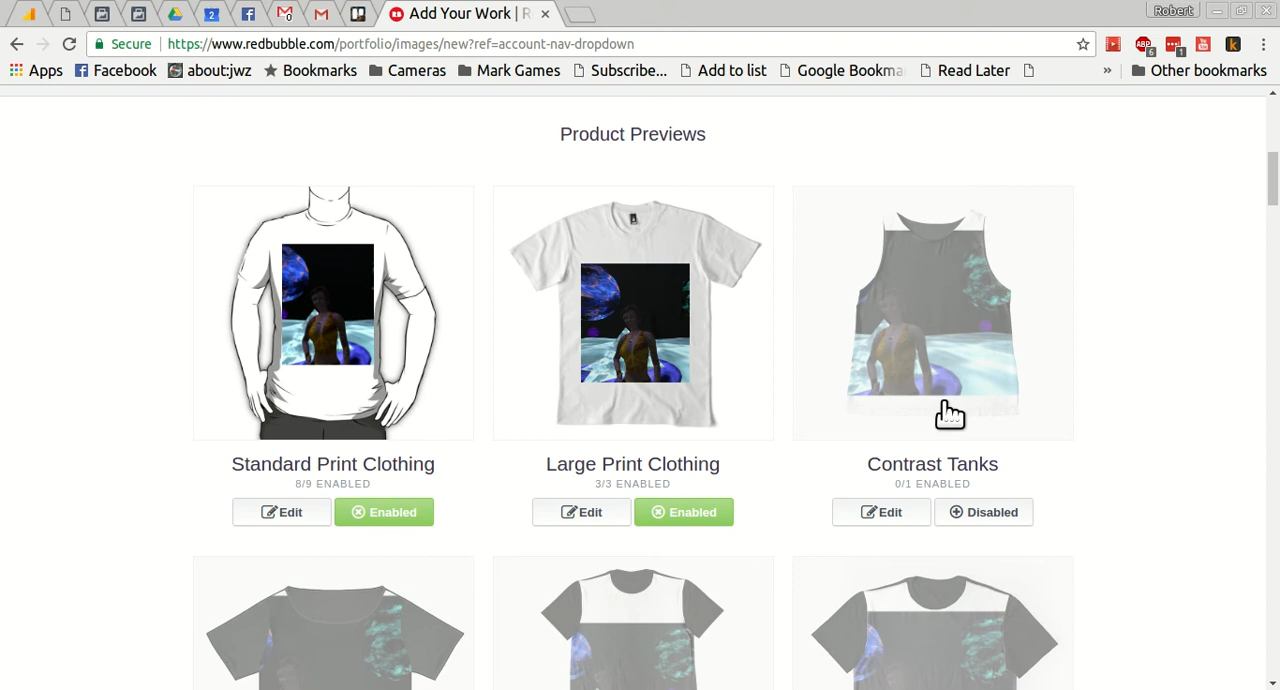 Add Your Work | R
Robert
Secure https://www.redbubble.com/portfolio/images/new?ref=account-nav-dropdown
Apps Facebook about:jwz Bookmarks Cameras Mark Games Subscribe... Add to list Google Bookma Read Later » Other bookmarks
Product Previews
Standard Print Clothing
8/9 ENABLED
Edit Enabled
Large Print Clothing
3/3 ENABLED
Edit Enabled
Contrast Tanks
0/1 ENABLED
Edit Disabled